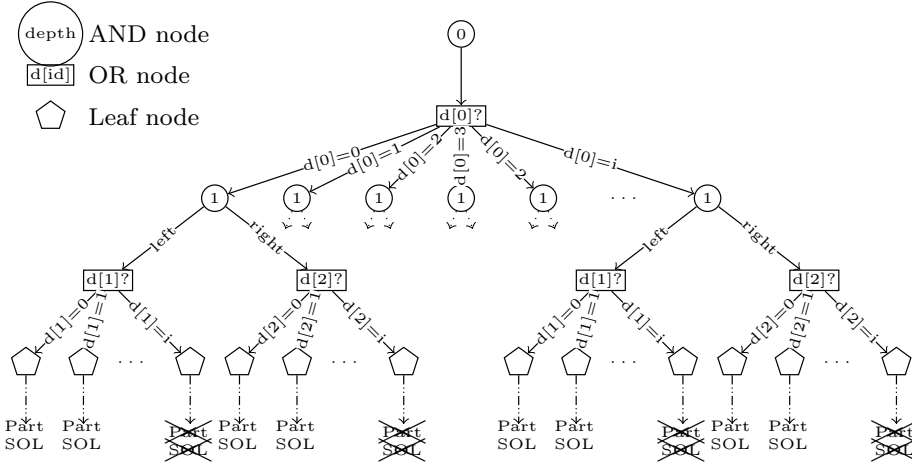 depth AND node
d[id] OR node
Leaf node
0
d[0]?
d[0]=0 d[0]=1 d[0]=2 d[0]=3 d[0]=2 d[0]=i
1 1 1 1 1 . . . 1
left right left right
d[1]? d[2]? d[1]? d[2]?
d[1]=0 d[1]=1 d[1]=i d[2]=0 d[2]=1 d[2]=i d[1]=0 d[1]=1 d[1]=i d[2]=0 d[2]=1 d[2]=i
. . . . . . . . . . . .
Part Part Part Part Part Part Part Part Part Part Part Part
SOL SOL SOL SOL SOL SOL SOL SOL SOL SOL SOL SOL